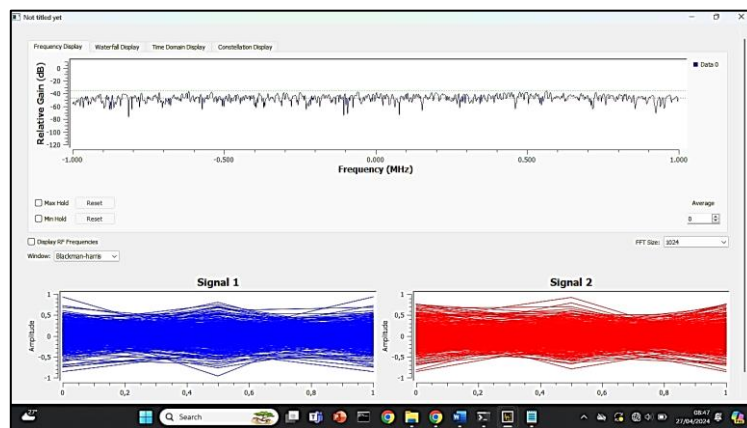 Not titled yet
Frequency Display Waterfall Display Time Domain Display Constellation Display
Relative Gain (dB)
0
-20
-40
-60
-80
-100
-120
Data 0
-1.000 -0.500 0.000 0.500 1.000
Frequency (MHz)
Max Hold Reset
Average
Min Hold Reset
0
Display RF Frequencies
FFT Size: 1024
Window: Blackman-harris
Signal 1
Amplitude
1
0,5
0
-0,5
-1
0 0,2 0,4 0,6 0,8 1
Signal 2
Amplitude
1
0,5
0
-0,5
-1
0 0,2 0,4 0,6 0,8 1
27°
Search
08:47
27/04/2024